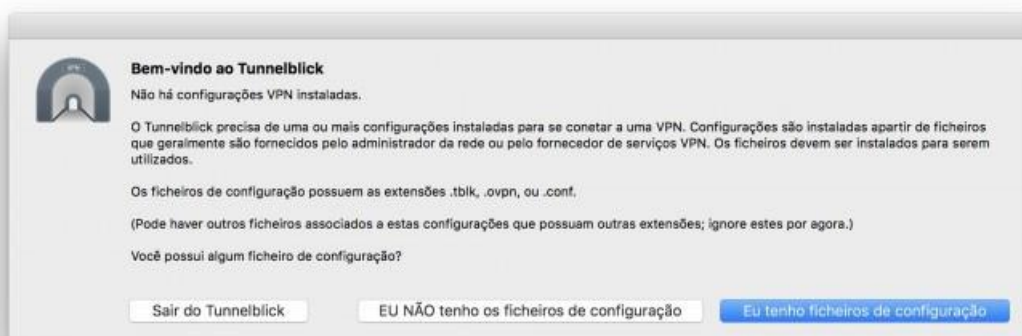 Bem-vindo ao Tunnelblick
Não há configurações VPN instaladas.
O Tunnelblick precisa de uma ou mais configurações instaladas para se conetar a uma VPN. Configurações são instaladas apartir de ficheiros
que geralmente são fornecidos pelo administrador da rede ou pelo fornecedor de serviços VPN. Os ficheiros devem ser instalados para serem
utilizados.
Os ficheiros de configuração possuem as extensões .tblk, .ovpn, ou .conf.
(Pode haver outros ficheiros associados a estas configurações que possuam outras extensões; ignore estes por agora.)
Você possui algum ficheiro de configuração?
Sair do Tunnelblick EU NÃO tenho os ficheiros de configuração Eu tenho ficheiros de configuração